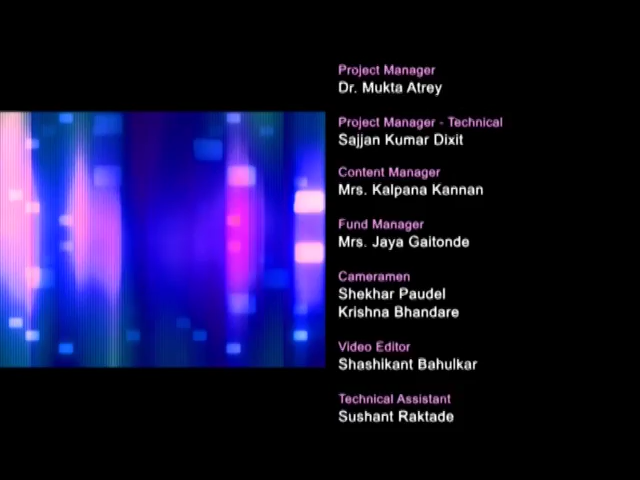 Project Manager
Dr. Mukta Atrey
Project Manager - Technical
Sajjan Kumar Dixit
Content Manager
Mrs. Kalpana Kannan
Fund Manager
Mrs. Jaya Gaitonde
Cameramen
Shekhar Paudel
Krishna Bhandare
Video Editor
Shashikant Bahulkar
Technical Assistant
Sushant Raktade